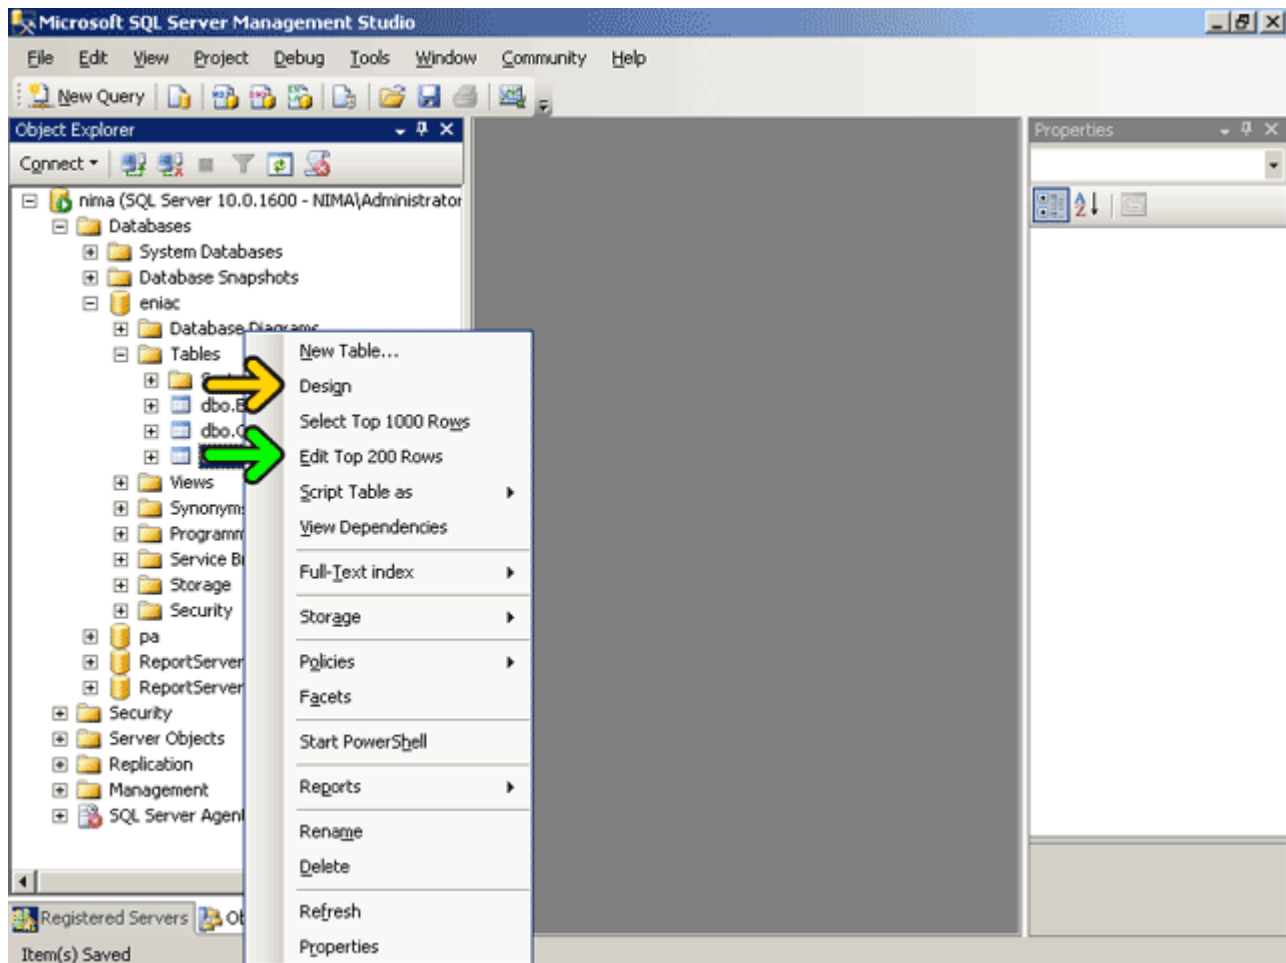 Microsoft SQL Server Management Studio
File Edit View Project Debug Tools Window Community Help
New Query
Object Explorer
Connect
nima (SQL Server 10.0.1600 - NIMA\Administrator
Databases
System Databases
Database Snapshots
eniac
Database Diagrams
Tables
dbo.
dbo.
Views
Synonyms
Programm
Service B
Storage
Security
pa
ReportServer
ReportServer
Security
Server Objects
Replication
Management
SQL Server Agent
Registered Servers
Ob
Item(s) Saved
New Table...
Design
Select Top 1000 Rows
Edit Top 200 Rows
Script Table as
View Dependencies
Full-Text index
Storage
Policies
Facets
Start PowerShell
Reports
Rename
Delete
Refresh
Properties
Properties